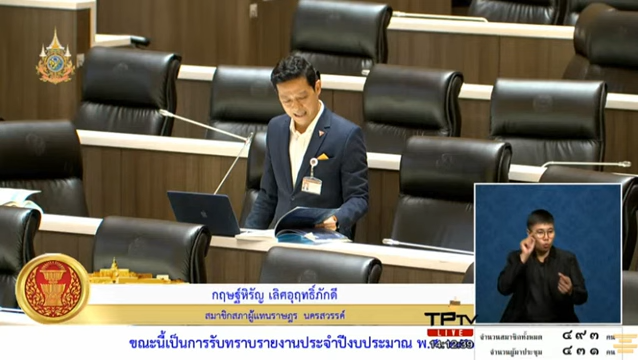 กฤษฐ์หิรัญ เลิศอุฤทธิ์ภักดี
สมาชิกสภาผู้แทนราษฎร นครสวรรค์
TPtv
LIVE
14:12:39
ขณะนี้เป็นการรับทราบรายงานประจำปีงบประมาณ พ.
จำนวนสมาชิกทั้งหมด ๔๙๓ คน
จำนวนผู้มาประชุม ๔๓๑ คน